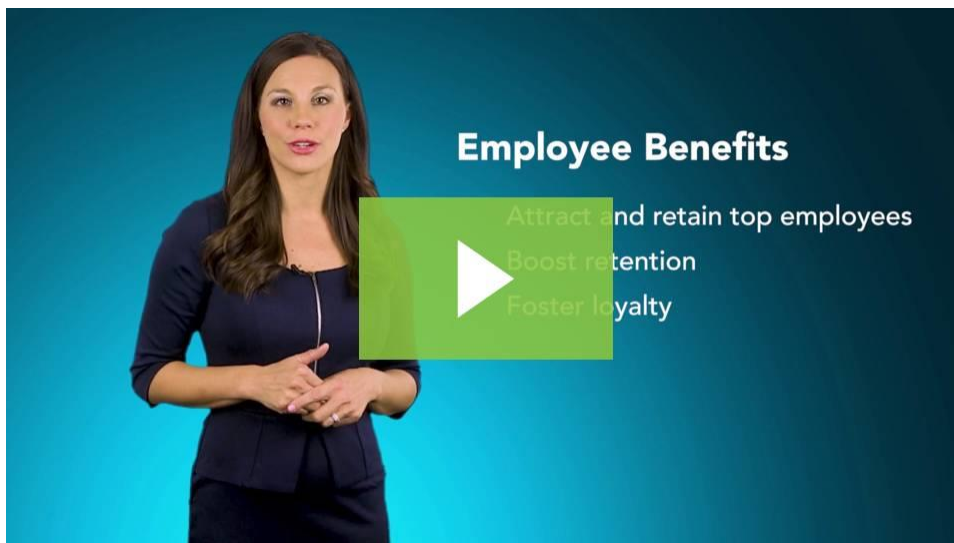 Employee Benefits
Attract and retain top employees
Boost retention
Foster loyalty